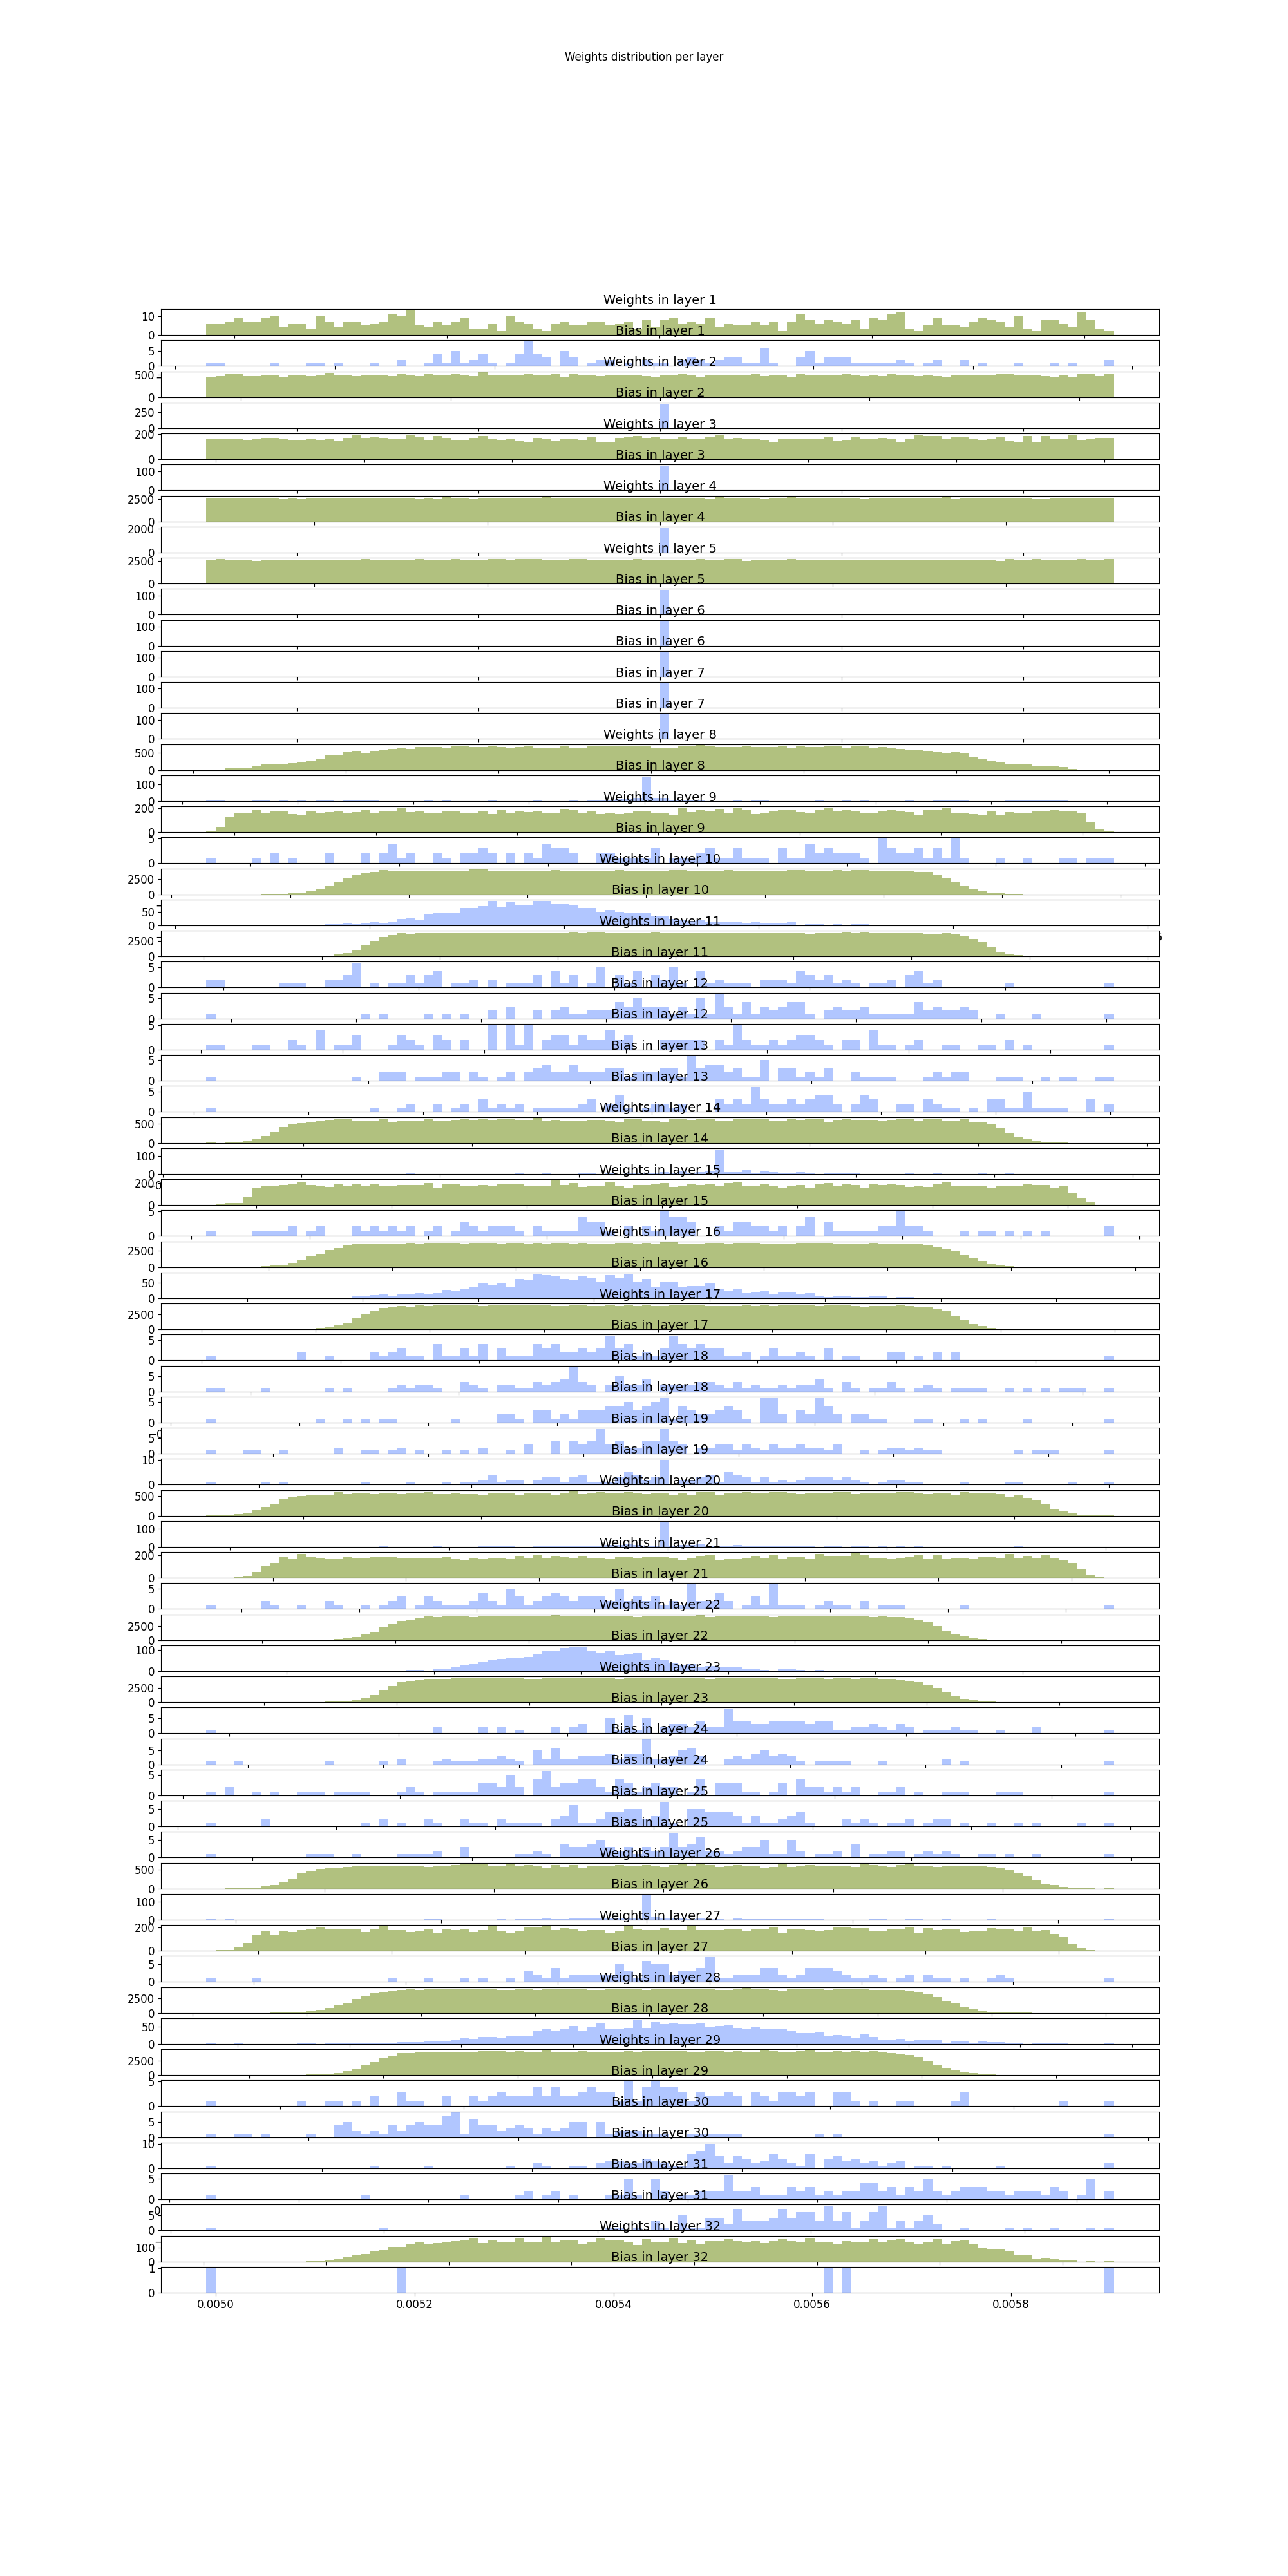 Weights distribution per layer
Weights in layer 1
10
0
Bias in layer 1
5
0
Weights in layer 2
500
0
Bias in layer 2
250
0
Weights in layer 3
200
0
Bias in layer 3
100
0
Weights in layer 4
2500
0
Bias in layer 4
2000
0
Weights in layer 5
2500
0
Bias in layer 5
100
0
Bias in layer 6
100
0
Bias in layer 6
100
0
Bias in layer 7
100
0
Bias in layer 7
100
0
Weights in layer 8
500
0
Bias in layer 8
100
0
Weights in layer 9
200
0
Bias in layer 9
5
0
Weights in layer 10
2500
0
Bias in layer 10
50
0
Weights in layer 11
2500
0
Bias in layer 11
5
0
Bias in layer 12
5
0
Bias in layer 12
5
0
Bias in layer 13
5
0
Bias in layer 13
5
0
Weights in layer 14
500
0
Bias in layer 14
100
0
Weights in layer 15
200
0
Bias in layer 15
5
0
Weights in layer 16
2500
0
Bias in layer 16
50
0
Weights in layer 17
2500
0
Bias in layer 17
5
0
Bias in layer 18
5
0
Bias in layer 18
5
0
Bias in layer 19
5
0
Bias in layer 19
10
0
Weights in layer 20
500
0
Bias in layer 20
100
0
Weights in layer 21
200
0
Bias in layer 21
5
0
Weights in layer 22
2500
0
Bias in layer 22
100
0
Weights in layer 23
2500
0
Bias in layer 23
5
0
Bias in layer 24
5
0
Bias in layer 24
5
0
Bias in layer 25
5
0
Bias in layer 25
5
0
Weights in layer 26
500
0
Bias in layer 26
100
0
Weights in layer 27
200
0
Bias in layer 27
5
0
Weights in layer 28
2500
0
Bias in layer 28
50
0
Weights in layer 29
2500
0
Bias in layer 29
5
0
Bias in layer 30
5
0
Bias in layer 30
10
0
Bias in layer 31
5
0
Bias in layer 31
5
0
Weights in layer 32
100
0
Bias in layer 32
1
0
0.0050 0.0052 0.0054 0.0056 0.0058